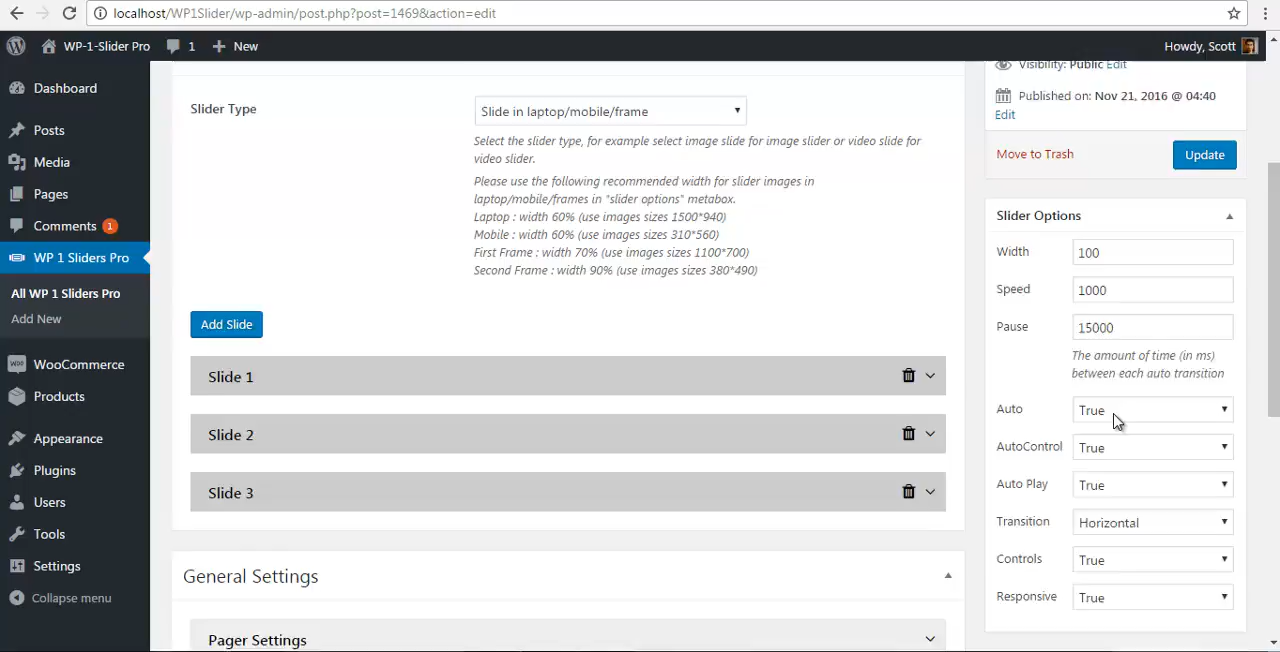 localhost/WP1Slider/wp-admin/post.php?post=1469&action=edit
WP-1-Slider Pro 1 New Howdy, Scott
Dashboard
Posts
Media
Pages
Comments 1
WP 1 Sliders Pro
All WP 1 Sliders Pro
Add New
WooCommerce
Products
Appearance
Plugins
Users
Tools
Settings
Collapse menu
Slider Type
Slide in laptop/mobile/frame
Select the slider type, for example select image slide for image slider or video slide for
video slider.
Please use the following recommended width for slider images in
laptop/mobile/frames in "slider options" metabox.
Laptop : width 60% (use images sizes 1500*940)
Mobile : width 60% (use images sizes 310*560)
First Frame : width 70% (use images sizes 1100*700)
Second Frame : width 90% (use images sizes 380*490)
Add Slide
Slide 1
Slide 2
Slide 3
General Settings
Pager Settings
Visibility: Public Edit
Published on: Nov 21, 2016 @ 04:40
Edit
Move to Trash Update
Slider Options
Width 100
Speed 1000
Pause 15000
The amount of time (in ms)
between each auto transition
Auto True
AutoControl True
Auto Play True
Transition Horizontal
Controls True
Responsive True